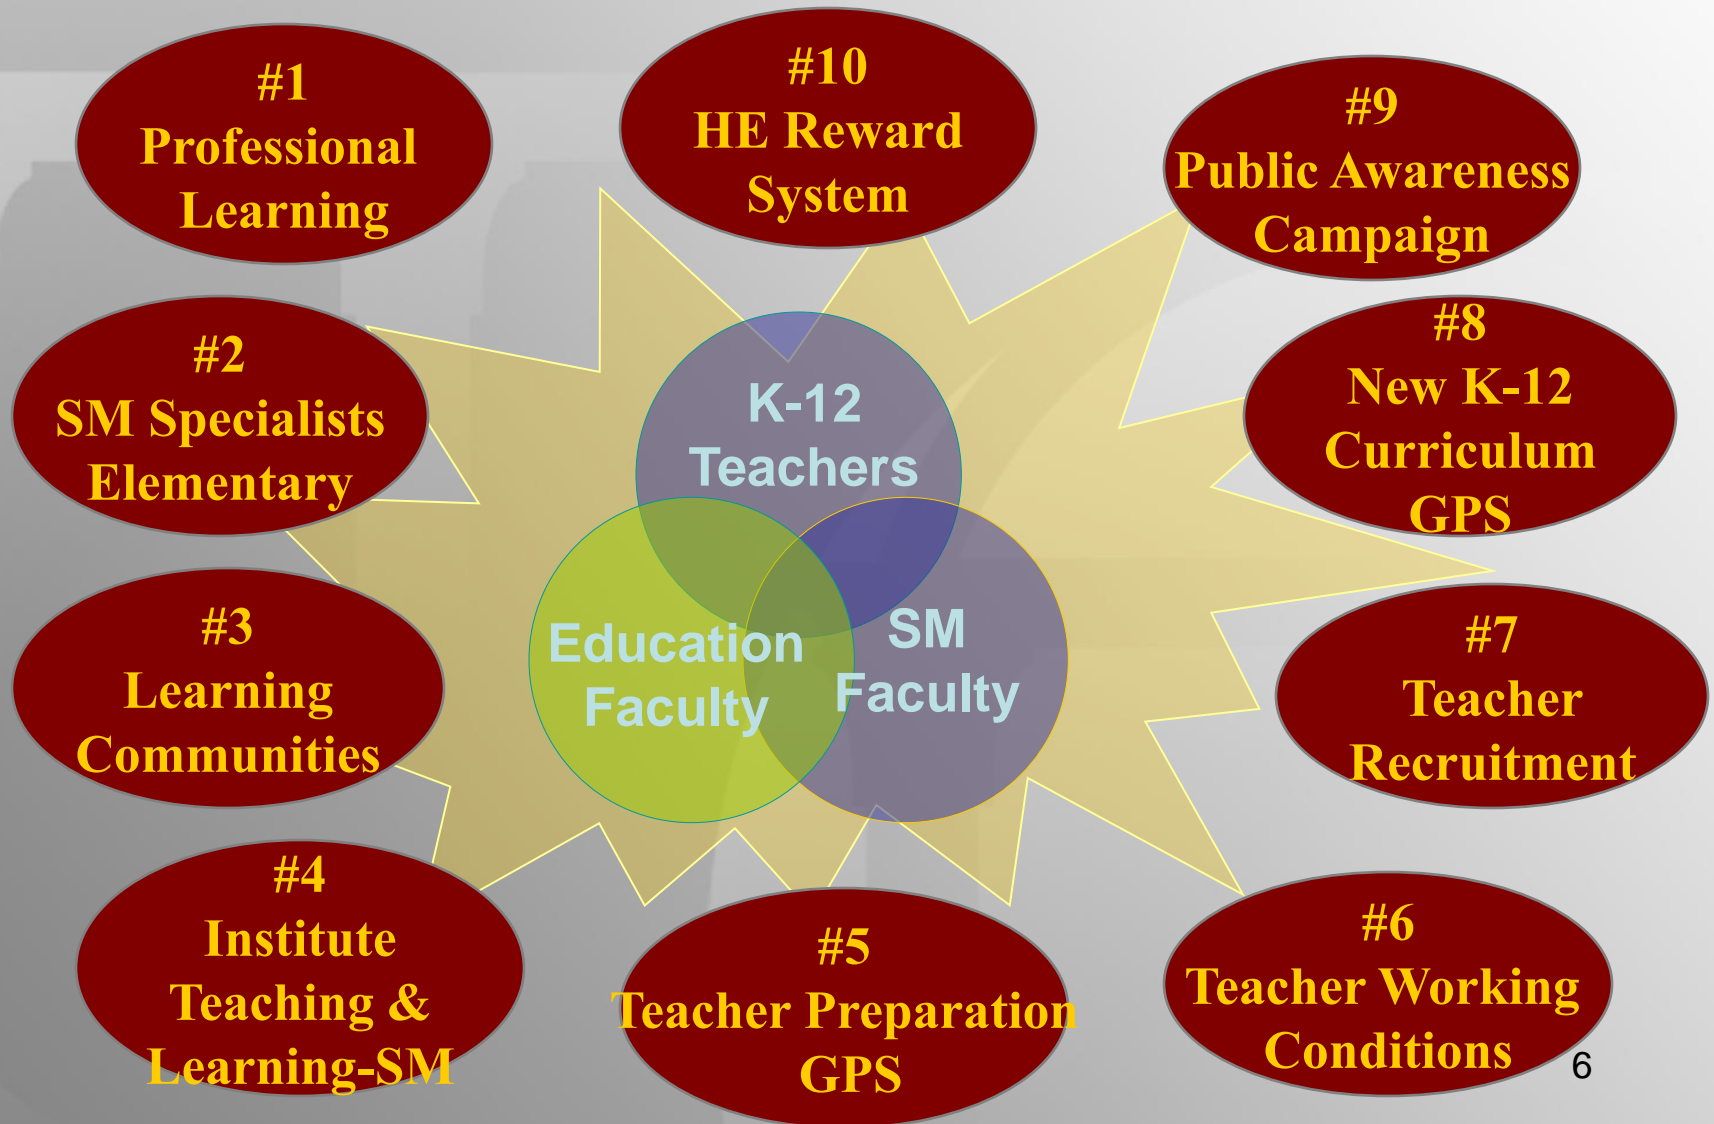 #1
Professional
Learning
#10
HE Reward
System
#9
Public Awareness
Campaign
#2
SM Specialists
Elementary
K-12
Teachers
#8
New K-12
Curriculum
GPS
#3
Learning
Communities
Education
Faculty
SM
Faculty
#7
Teacher
Recruitment
#4
Institute
Teaching &
Learning-SM
#5
Teacher Preparation
GPS
#6
Teacher Working
Conditions
6